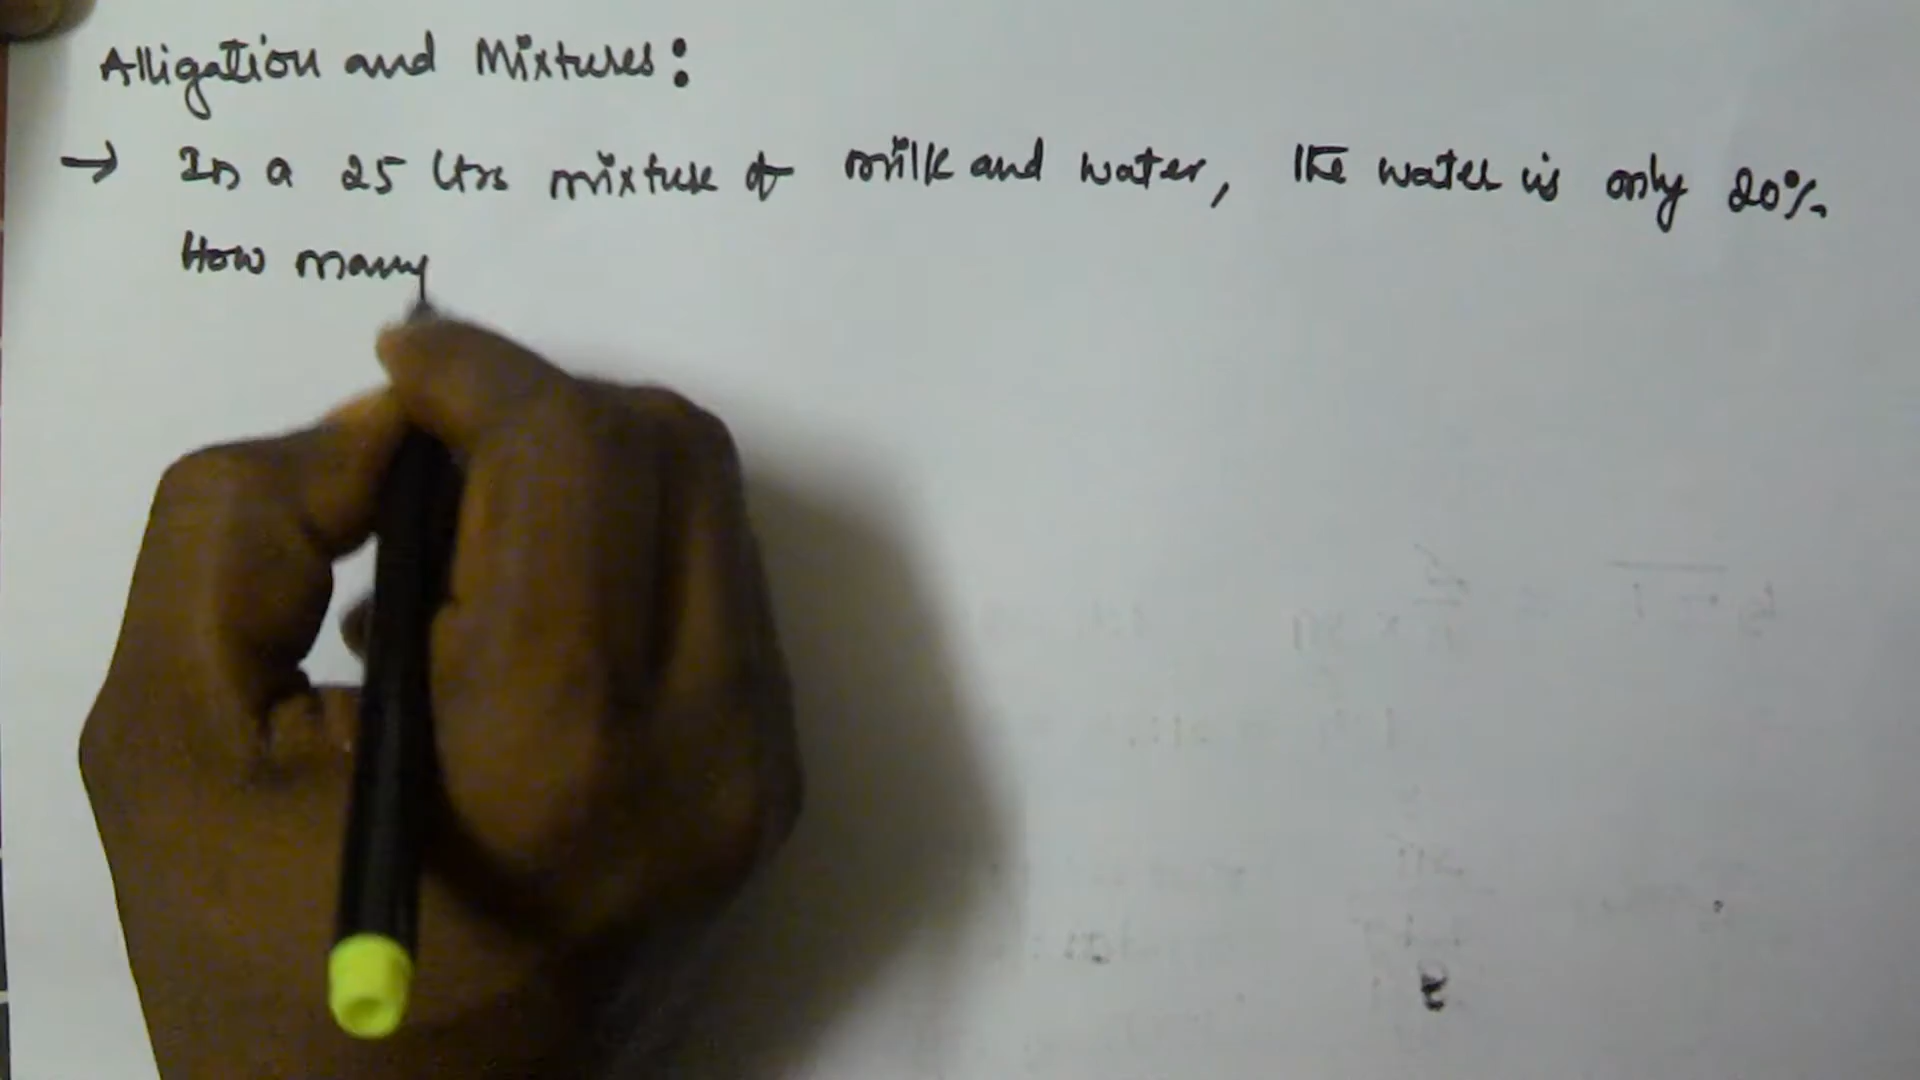 Alligation and Mixtures:
→ In a 25 Ltrs mixture of milk and water, the water is only 20%.
How many